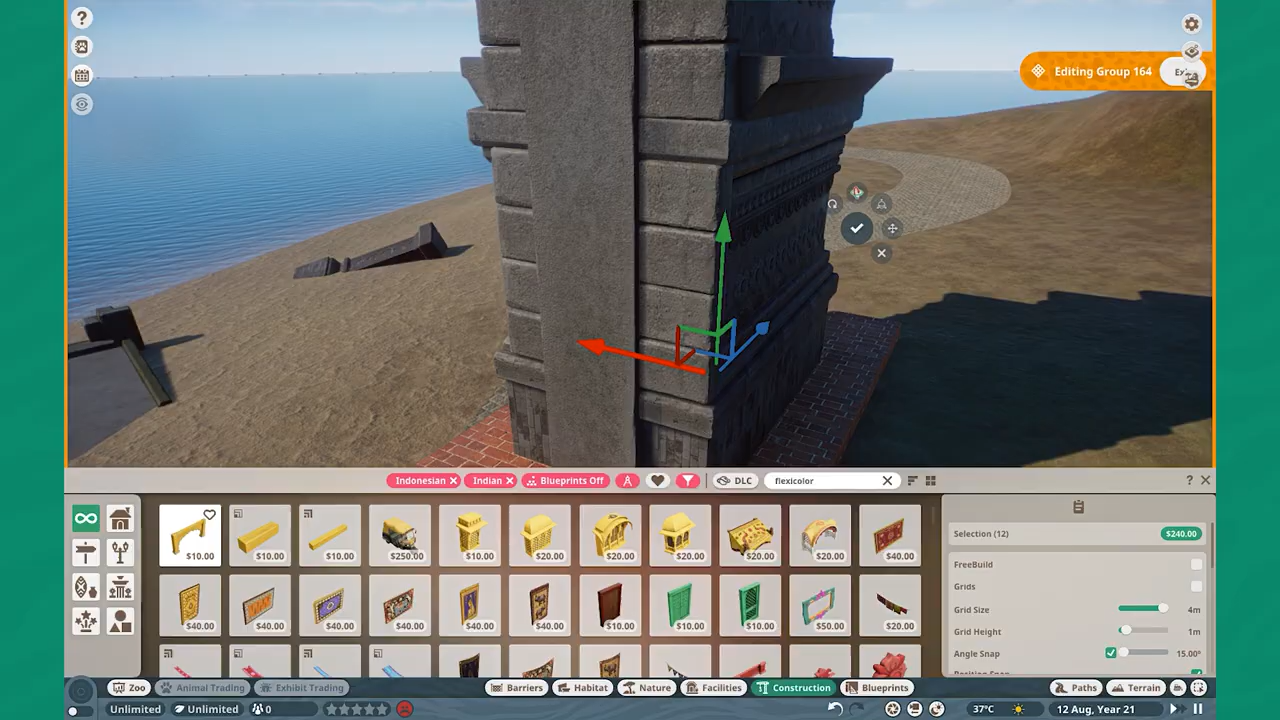 ?
Editing Group 164
Indonesian ✕
Indian ✕
Blueprints Off
DLC
flexicolor
?
$10.00
$10.00
$10.00
$250.00
$10.00
$20.00
$20.00
$20.00
$20.00
$20.00
$40.00
$40.00
$40.00
$40.00
$40.00
$40.00
$40.00
$10.00
$10.00
$10.00
$50.00
$20.00
Selection (12)
$240.00
FreeBuild
Grids
Grid Size
4m
Grid Height
1m
Angle Snap
15.00°
Zoo
Animal Trading
Exhibit Trading
Barriers
Habitat
Nature
Facilities
Construction
Blueprints
Paths
Terrain
Unlimited
Unlimited
0
37°C
12 Aug, Year 21